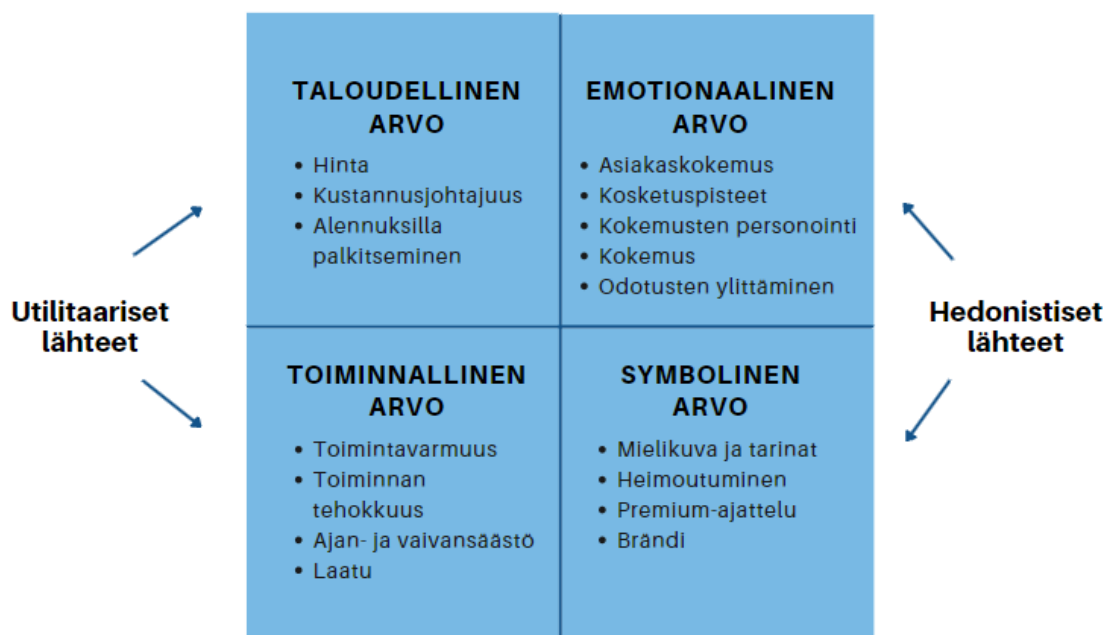 TALOUDELLINEN
ARVO
• Hinta
• Kustannusjohtajuus
• Alennuksilla
palkitseminen
EMOTIONAALINEN
ARVO
• Asiakaskokemus
• Kosketuspisteet
• Kokemusten personointi
• Kokemus
• Odotusten ylittäminen
Utilitaariset
lähteet
Hedonistiset
lähteet
TOIMINNALLINEN
ARVO
• Toimintavarmuus
• Toiminnan
tehokkuus
• Ajan- ja vaivansäästö
• Laatu
SYMBOLINEN
ARVO
• Mielikuva ja tarinat
• Heimoutuminen
• Premium-ajattelu
• Brändi